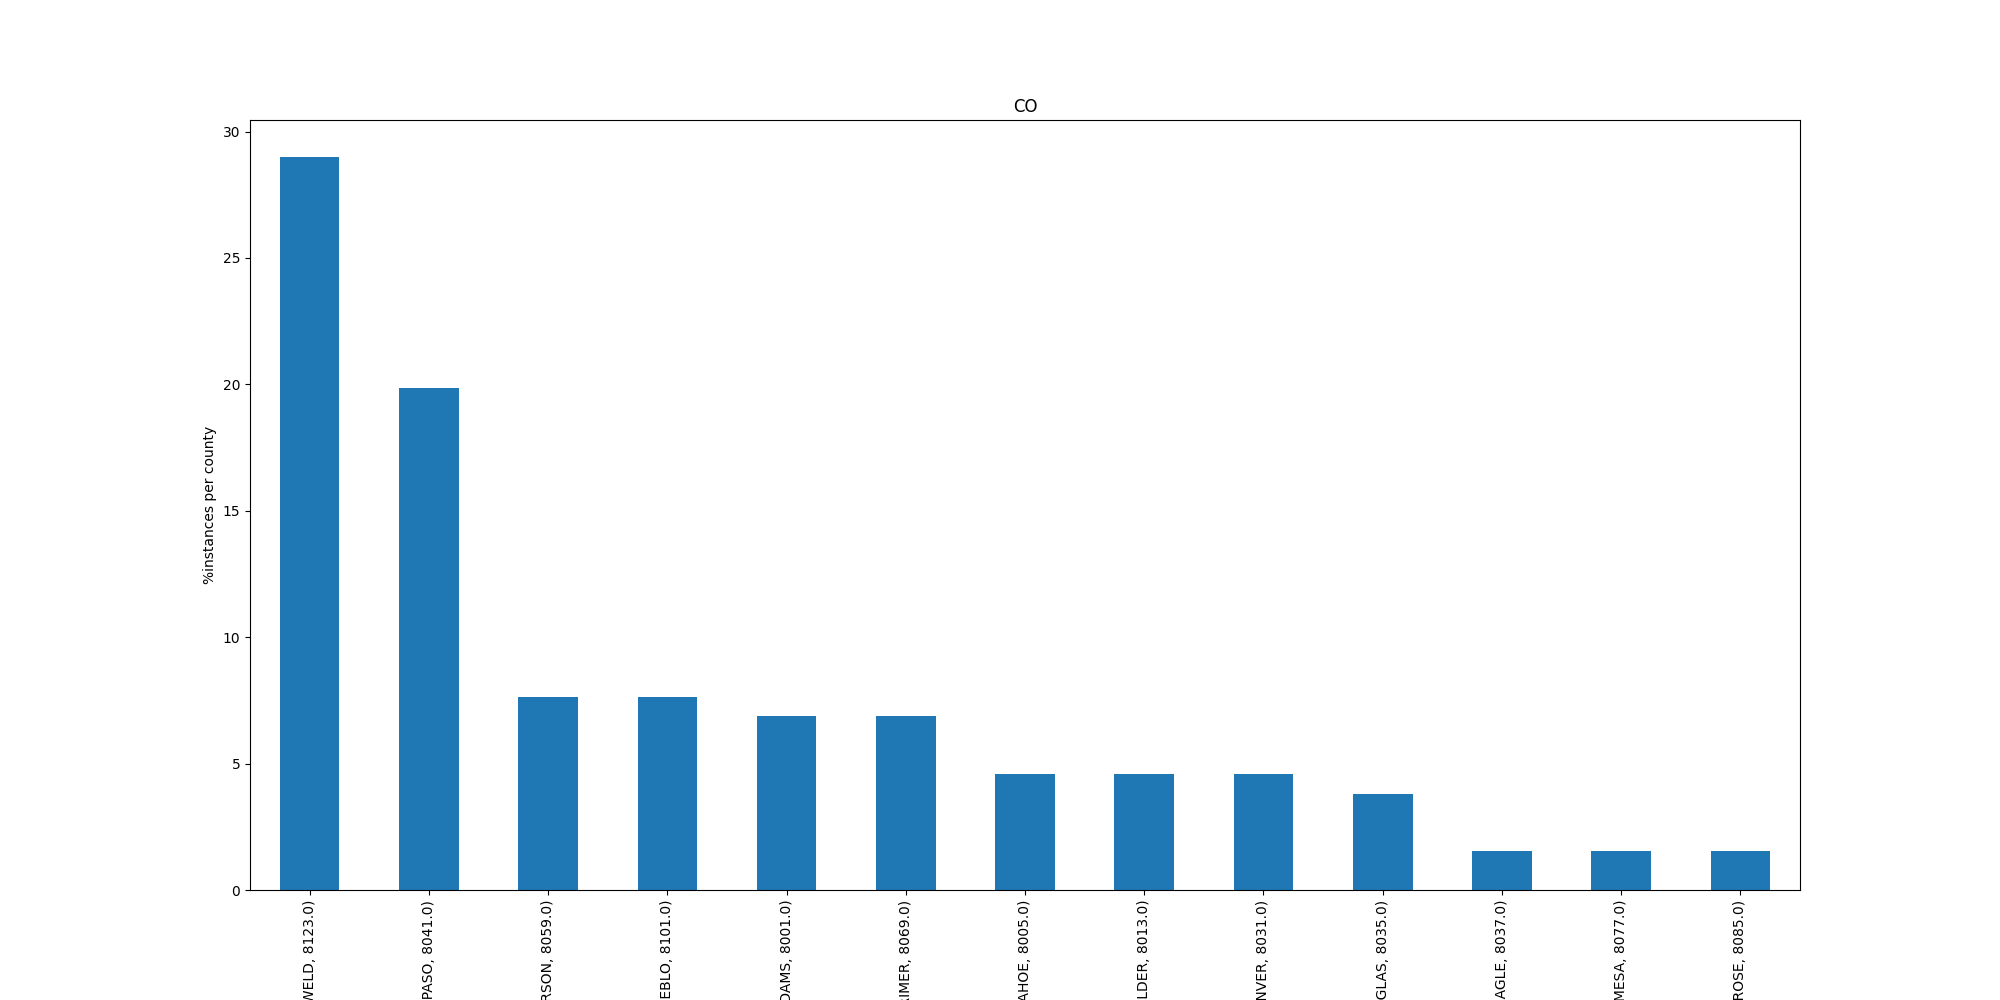 CO
30
25
20
15
10
5
0
%instances per county
WELD, 8123.0)
PASO, 8041.0)
RSON, 8059.0)
EBLO, 8101.0)
DAMS, 8001.0)
RIMER, 8069.0)
AHOE, 8005.0)
LDER, 8013.0)
NVER, 8031.0)
GLAS, 8035.0)
AGLE, 8037.0)
MESA, 8077.0)
ROSE, 8085.0)